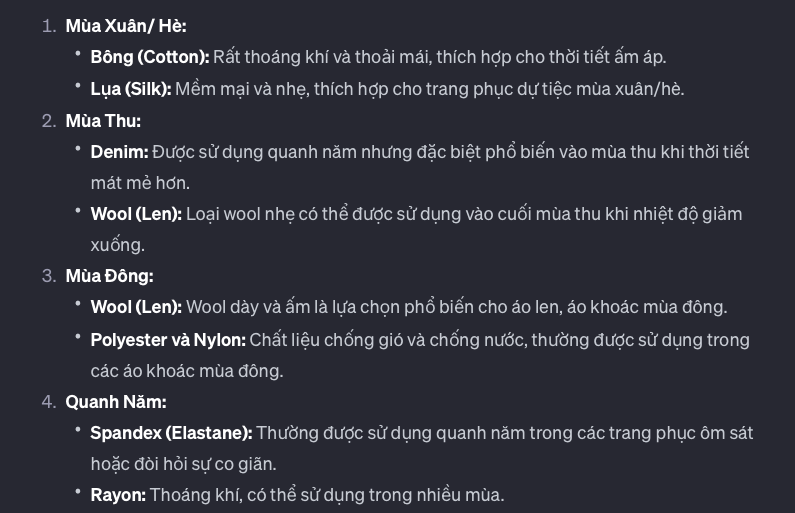 1. Mùa Xuân/ Hè:
• Bông (Cotton): Rất thoáng khí và thoải mái, thích hợp cho thời tiết ấm áp.
• Lụa (Silk): Mềm mại và nhẹ, thích hợp cho trang phục dự tiệc mùa xuân/hè.
2. Mùa Thu:
• Denim: Được sử dụng quanh năm nhưng đặc biệt phổ biến vào mùa thu khi thời tiết
mát mẻ hơn.
• Wool (Len): Loại wool nhẹ có thể được sử dụng vào cuối mùa thu khi nhiệt độ giảm
xuống.
3. Mùa Đông:
• Wool (Len): Wool dày và ấm là lựa chọn phổ biến cho áo len, áo khoác mùa đông.
• Polyester và Nylon: Chất liệu chống gió và chống nước, thường được sử dụng trong
các áo khoác mùa đông.
4. Quanh Năm:
• Spandex (Elastane): Thường được sử dụng quanh năm trong các trang phục ôm sát
hoặc đòi hỏi sự co giãn.
• Rayon: Thoáng khí, có thể sử dụng trong nhiều mùa.